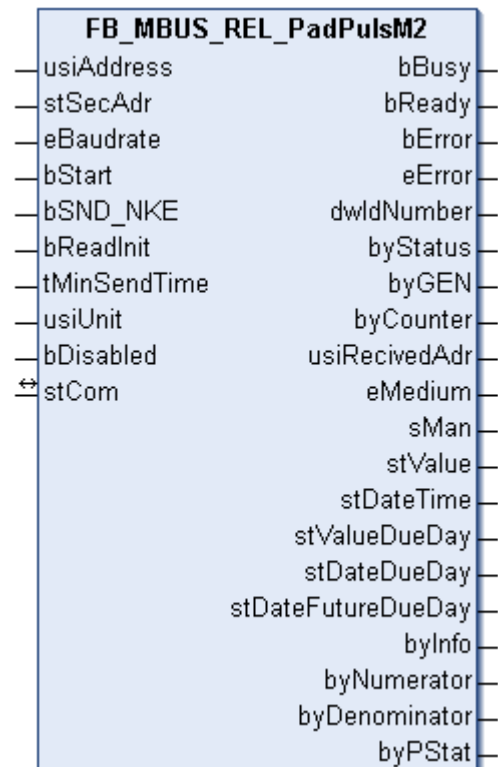 FB_MBUS_REL_PadPulsM2
usiAddress bBusy
stSecAdr bReady
eBaudrate bError
bStart eError
bSND_NKE dwIdNumber
bReadInit byStatus
tMinSendTime byGEN
usiUnit byCounter
bDisabled usiRecivedAdr
stCom eMedium
sMan
stValue
stDateTime
stValueDueDay
stDateDueDay
stDateFutureDueDay
byInfo
byNumerator
byDenominator
byPStat